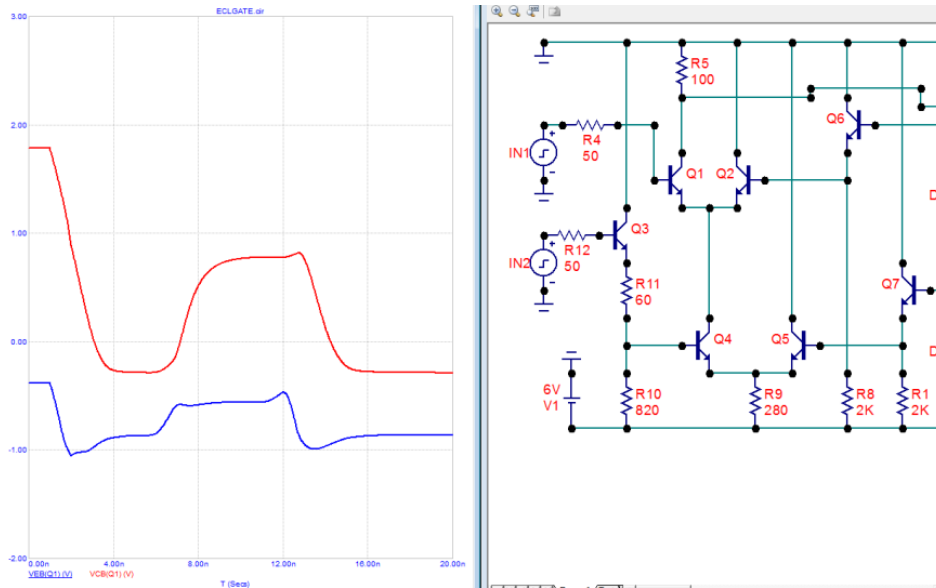 ECLGATE.cir
3.00
2.00
1.00
0.00
-1.00
-2.00
0.00n 4.00n 8.00n 12.00n 16.00n 20.00n
VEB(Q1) (V) VCB(Q1) (V)
T (Secs)
R5
100
Q6
IN1
R4
50
Q1
Q2
D
Q3
IN2
R12
50
R11
60
Q7
Q4
Q5
D
6V
V1
R10
820
R9
280
R8
2K
R1
2K